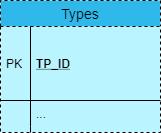 Types
PK TP_ID
...